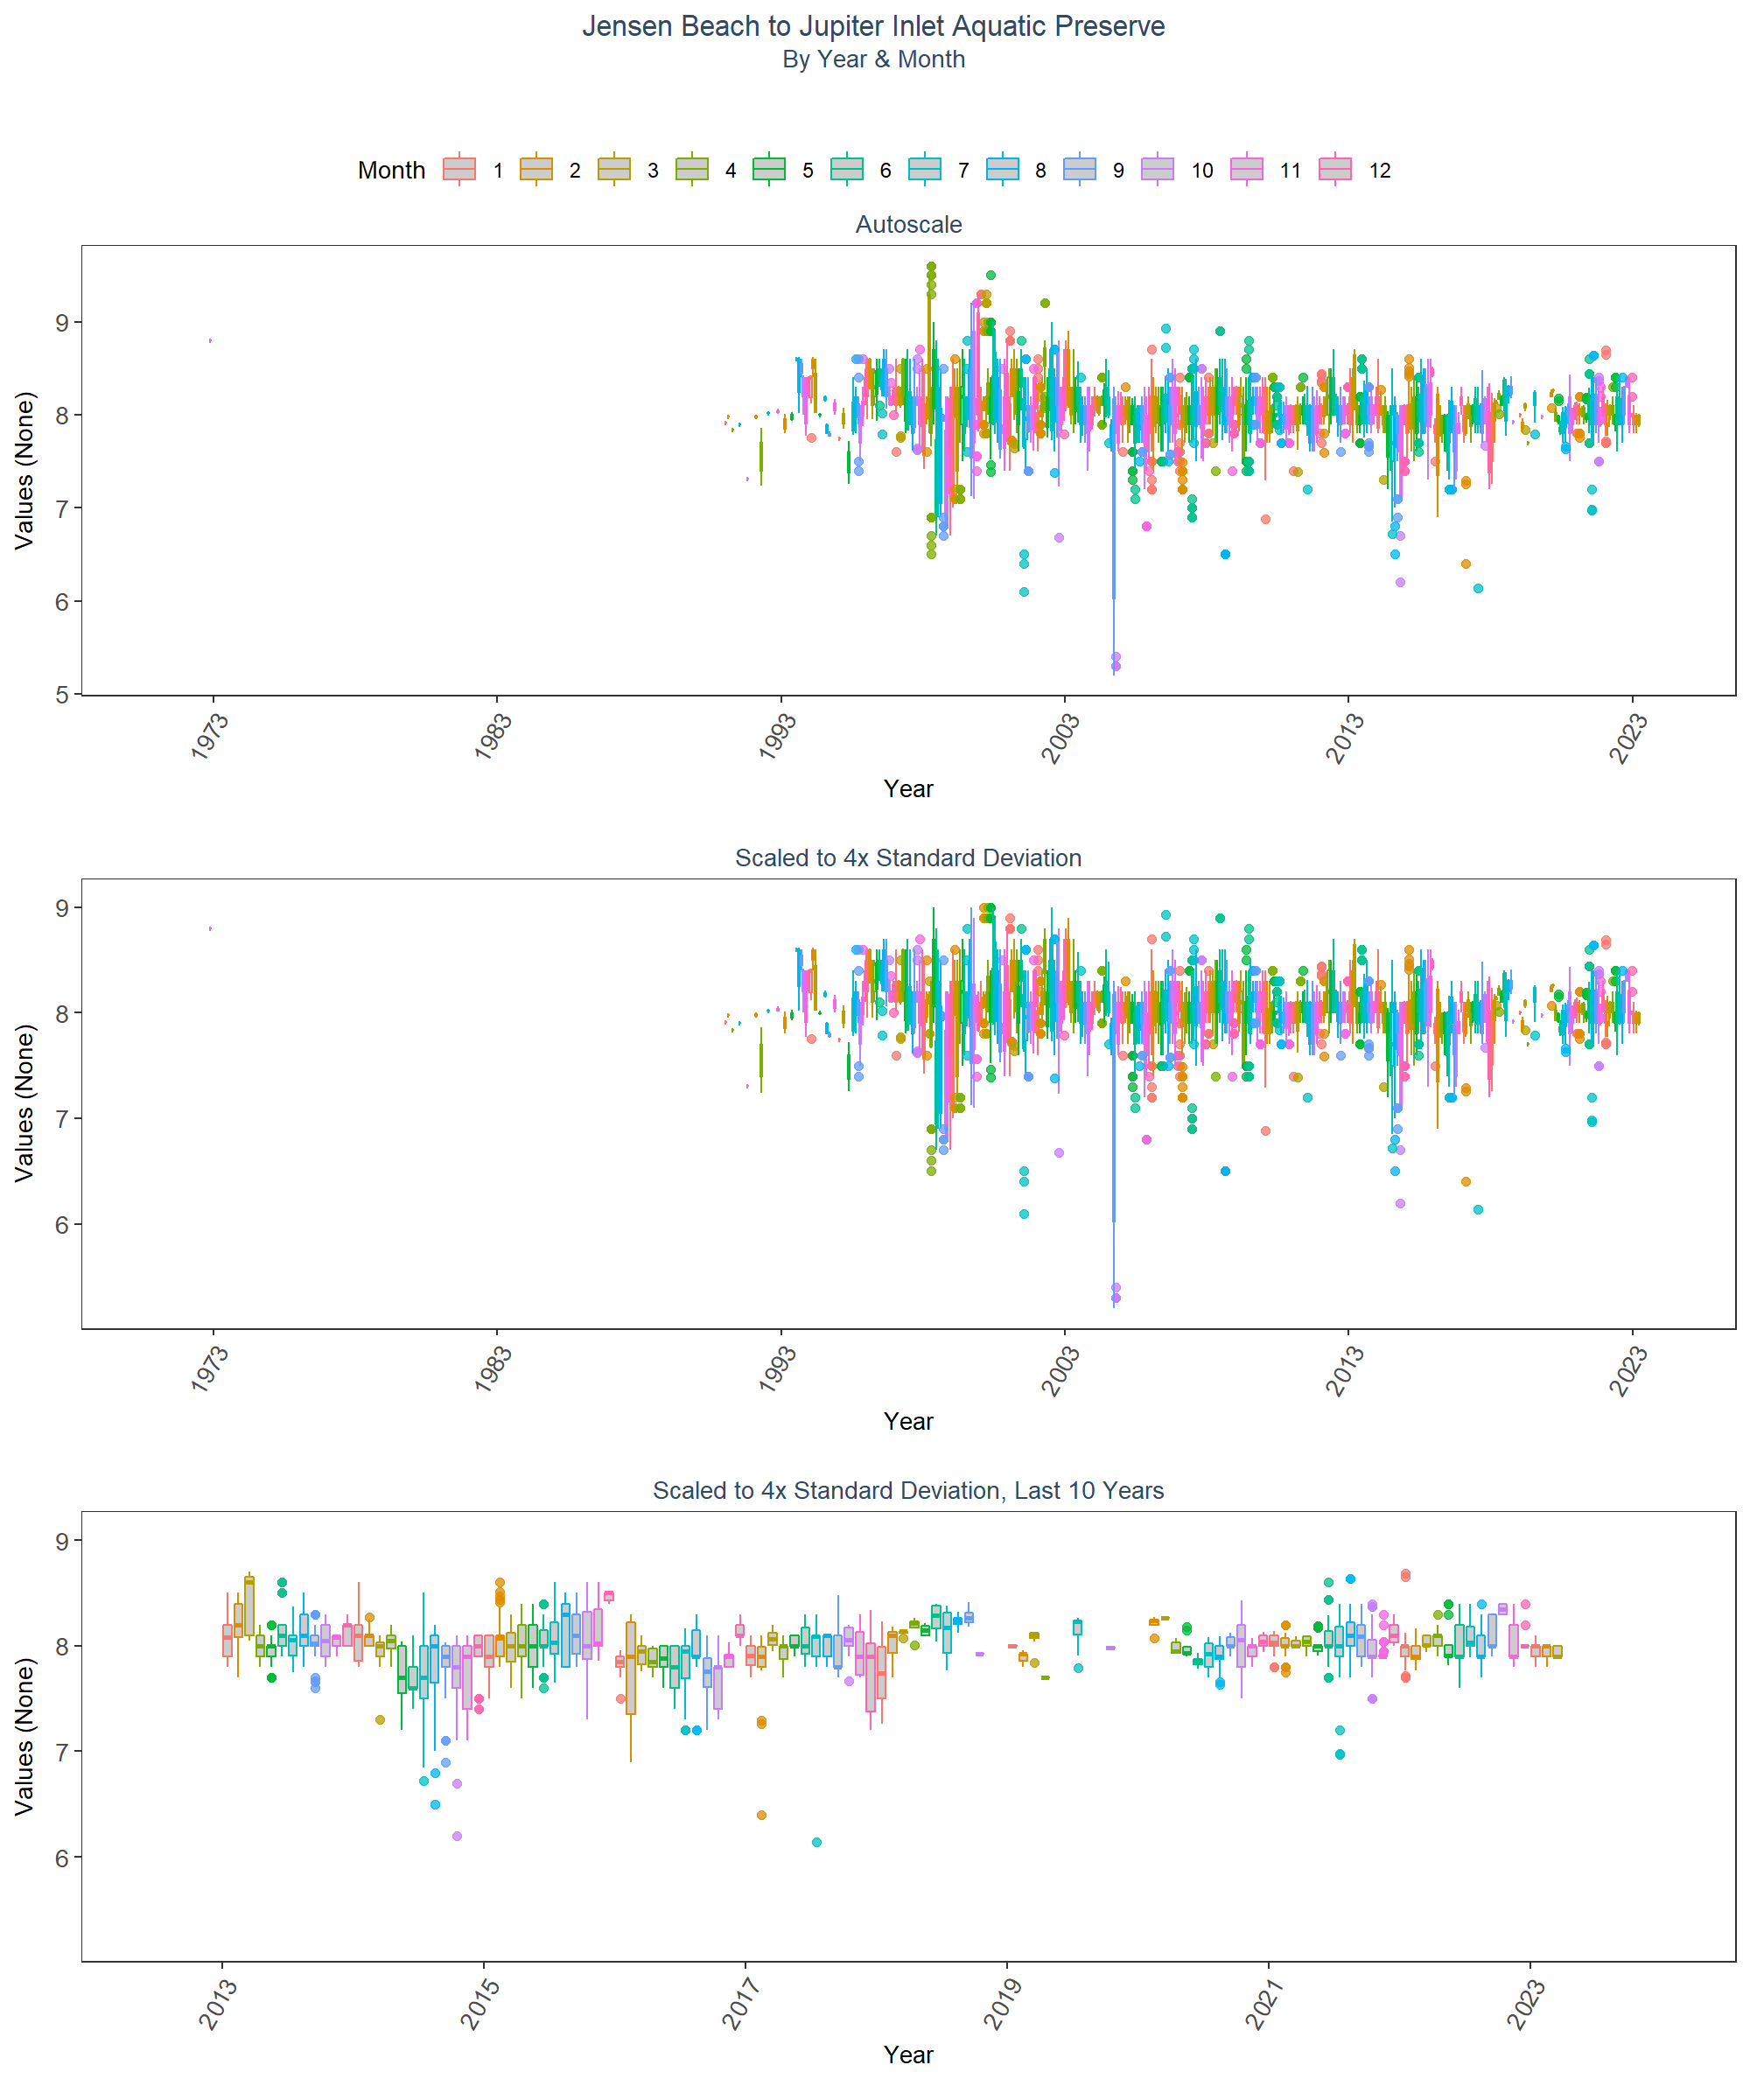 Jensen Beach to Jupiter Inlet Aquatic Preserve
By Year & Month
Month 1 2 3 4 5 6 7 8 9 10 11 12
Autoscale
Values (None)
9
8
7
6
5
1973 1983 1993 2003 2013 2023
Year
Scaled to 4x Standard Deviation
Values (None)
9
8
7
6
1973 1983 1993 2003 2013 2023
Year
Scaled to 4x Standard Deviation, Last 10 Years
Values (None)
9
8
7
6
2013 2015 2017 2019 2021 2023
Year